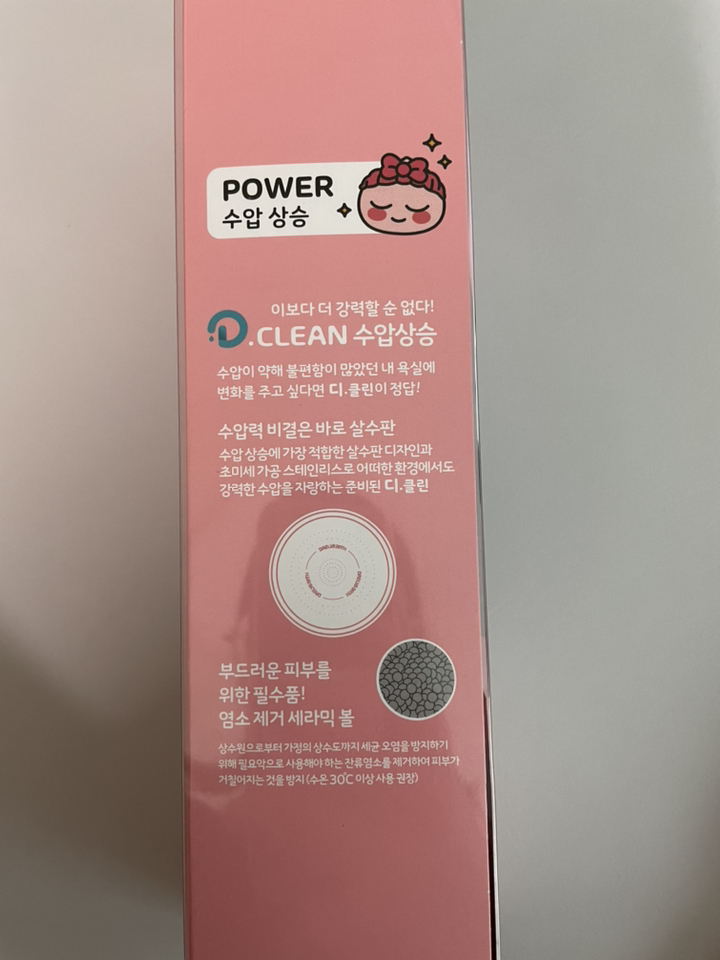 POWER
수압 상승
이보다 더 강력할 순 없다!
D.CLEAN 수압상승
수압이 약해 불편함이 많았던 내 욕실에
변화를 주고 싶다면 디.클린이 정답!
수압력 비결은 바로 살수판
수압 상승에 가장 적합한 살수판 디자인과
초미세 가공 스테인리스로 어떠한 환경에서도
강력한 수압을 자랑하는 준비된 디.클린
부드러운 피부를
위한 필수품!
염소 제거 세라믹 볼
상수원으로부터 가정의 상수도까지 세균 오염을 방지하기
위해 필요악으로 사용해야 하는 잔류염소를 제거하여 피부가
거칠어지는 것을 방지 (수온 30℃ 이상 사용 권장)